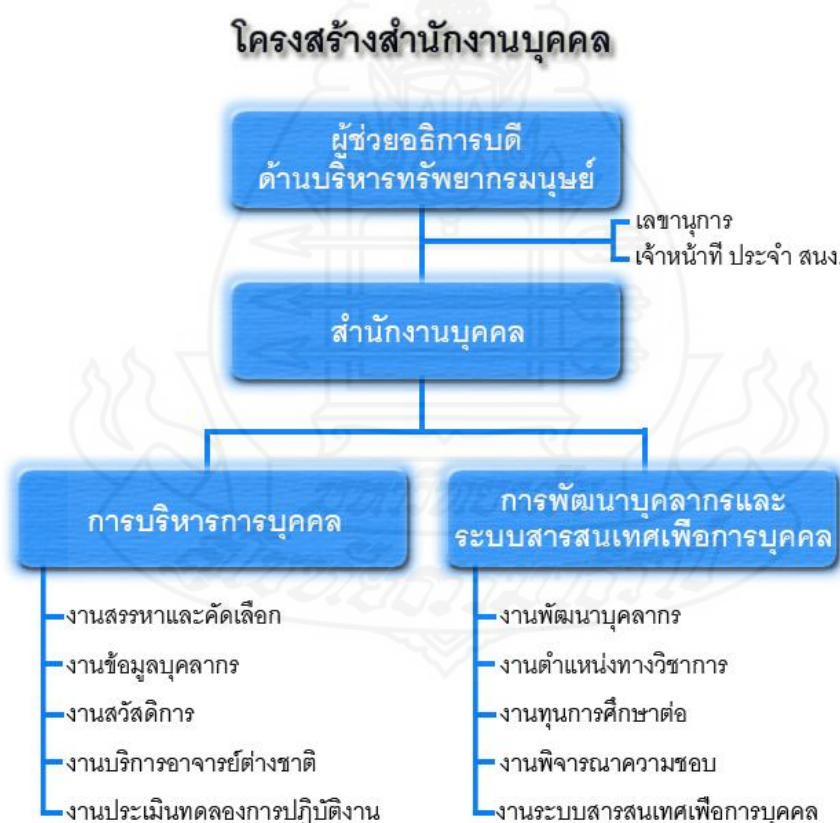 โครงสร้างสำนักงานบุคคล
ผู้ช่วยอธิการบดี
ด้านบริหารทรัพยากรมนุษย์
เลขานุการ
เจ้าหน้าที่ ประจำ สนง.
สำนักงานบุคคล
การบริหารการบุคคล
การพัฒนาบุคลากรและ
ระบบสารสนเทศเพื่อการบุคคล
งานสรรหาและคัดเลือก
งานข้อมูลบุคลากร
งานสวัสดิการ
งานบริการอาจารย์ต่างชาติ
งานประเมินทดลองการปฏิบัติงาน
งานพัฒนาบุคลากร
งานตำแหน่งทางวิชาการ
งานทุนการศึกษาต่อ
งานพิจารณาความชอบ
งานระบบสารสนเทศเพื่อการบุคคล